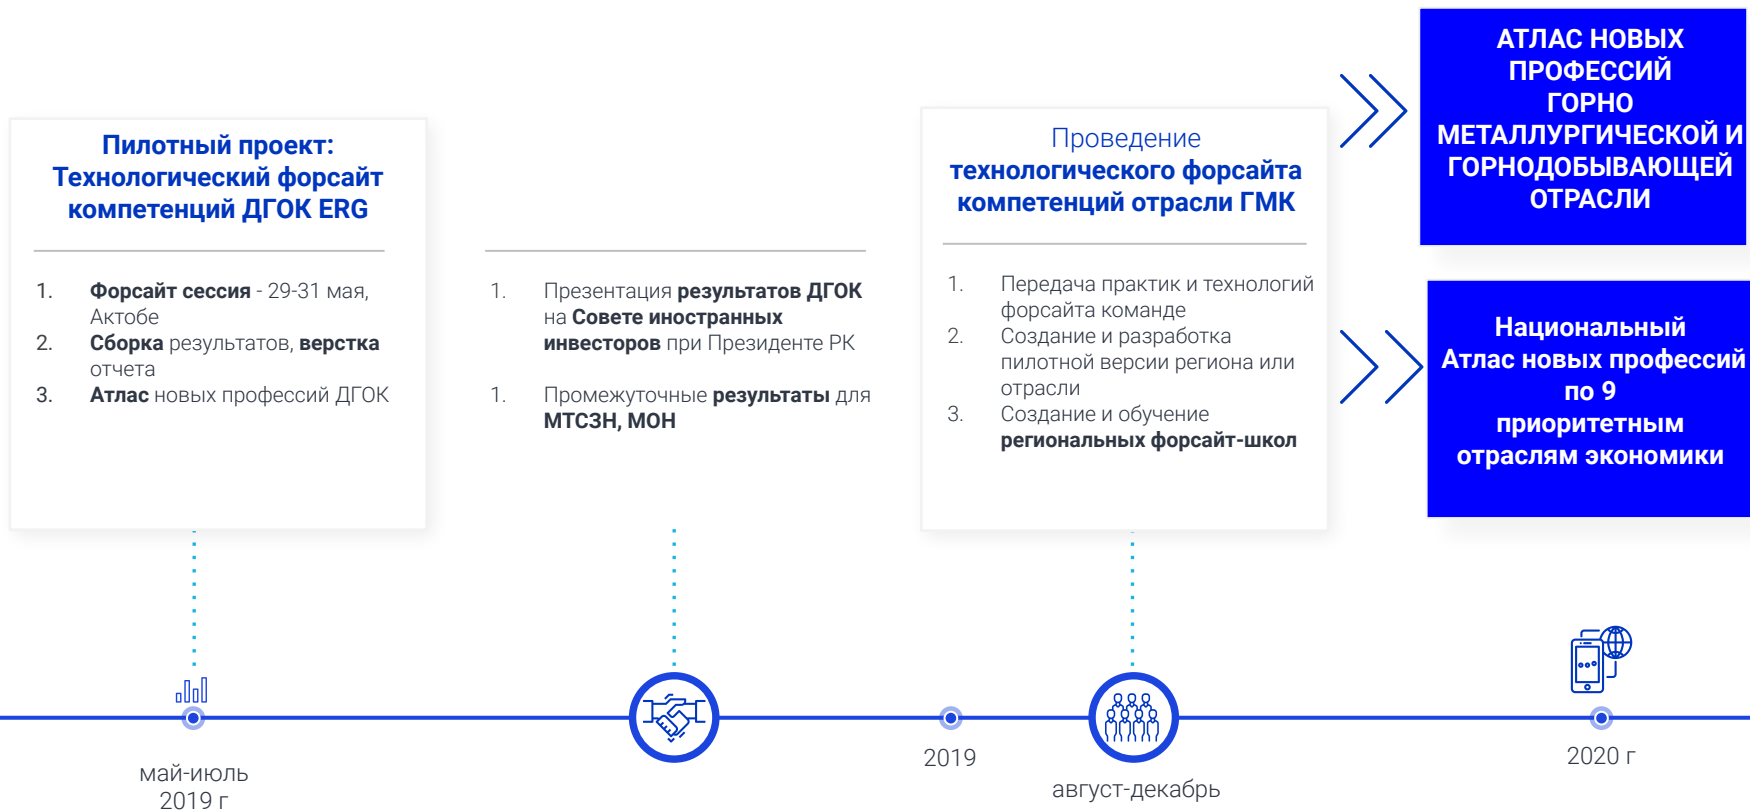 Пилотный проект:
Технологический форсайт
компетенций ДГОК ERG
1. Форсайт сессия - 29-31 мая,
Актобе
2. Сборка результатов, верстка
отчета
3. Атлас новых профессий ДГОК
1. Презентация результатов ДГОК
на Совете иностранных
инвесторов при Президенте РК
1. Промежуточные результаты для
МТСЗН, МОН
Проведение
технологического форсайта
компетенций отрасли ГМК
1. Передача практик и технологий
форсайта команде
2. Создание и разработка
пилотной версии региона или
отрасли
3. Создание и обучение
региональных форсайт-школ
АТЛАС НОВЫХ
ПРОФЕССИЙ
ГОРНО
МЕТАЛЛУРГИЧЕСКОЙ И
ГОРНОДОБЫВАЮЩЕЙ
ОТРАСЛИ
Национальный
Атлас новых профессий
по 9
приоритетным
отраслям экономики
май-июль
2019 г
2019
август-декабрь
2020 г